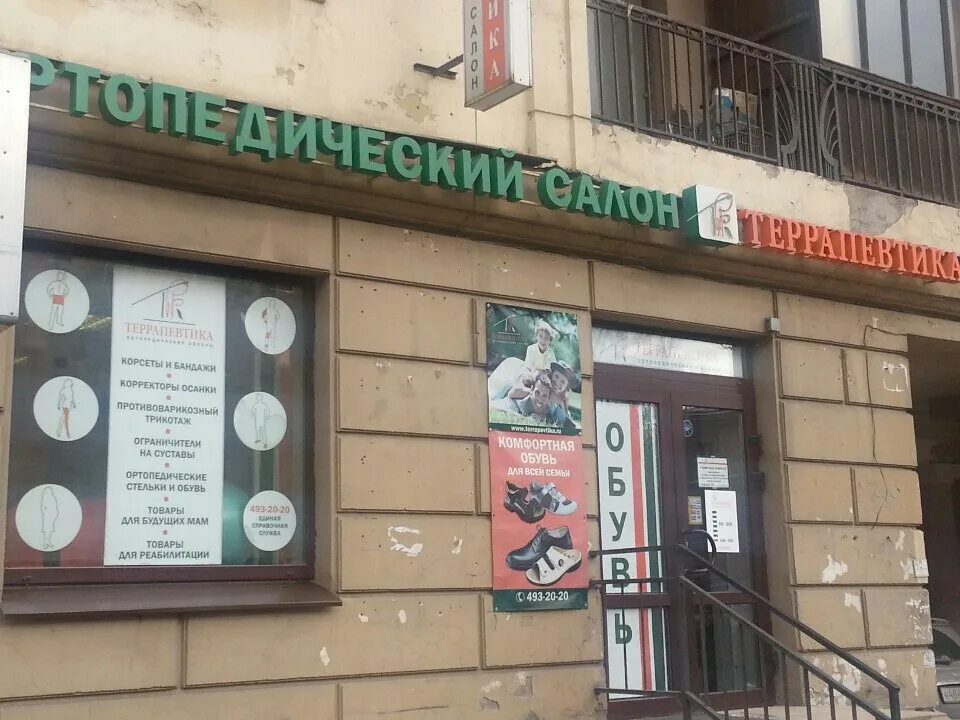 САЛОН
ИКА
РТОПЕДИЧЕСКИЙ САЛОН
ТЕРРАПЕВТИКА
ТЕРРАПЕВТИКА
ОРТОПЕДИЧЕСКИЕ САЛОНЫ
КОРСЕТЫ И БАНДАЖИ
КОРРЕКТОРЫ ОСАНКИ
ПРОТИВОВАРИКОЗНЫЙ
ТРИКОТАЖ
ОГРАНИЧИТЕЛИ
НА СУСТАВЫ
ОРТОПЕДИЧЕСКИЕ
СТЕЛЬКИ И ОБУВЬ
ТОВАРЫ
ДЛЯ БУДУЩИХ МАМ
ТОВАРЫ
ДЛЯ РЕАБИЛИТАЦИИ
493-20-20
ЕДИНАЯ
СПРАВОЧНАЯ
СЛУЖБА
www.terrapevtika.ru
КОМФОРТНАЯ
ОБУВЬ
ДЛЯ ВСЕЙ СЕМЬИ
493-20-20
ТЕРРАПЕВТИКА
ОБУВЬ